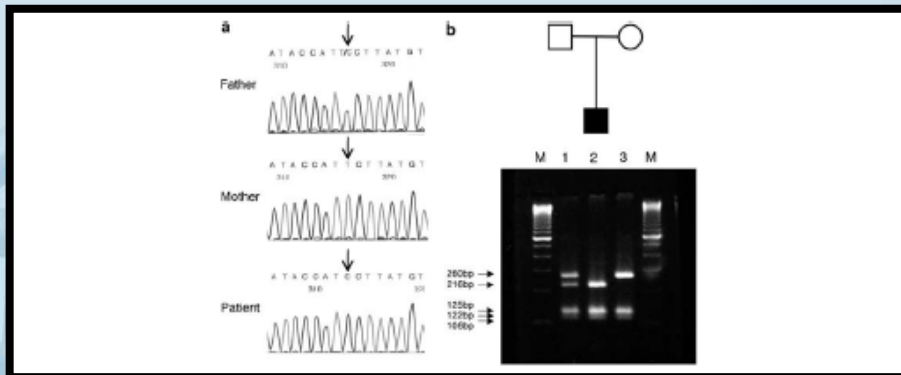 a
A T A C C A T
G T T A T G T
310
320
Father
A T A C C A T T G T T A T G T
310
320
Mother
A T A C C A T C G T T A T G T
310
Patient
b
M 1 2 3 M
260bp
216bp
125bp
122bp
106bp